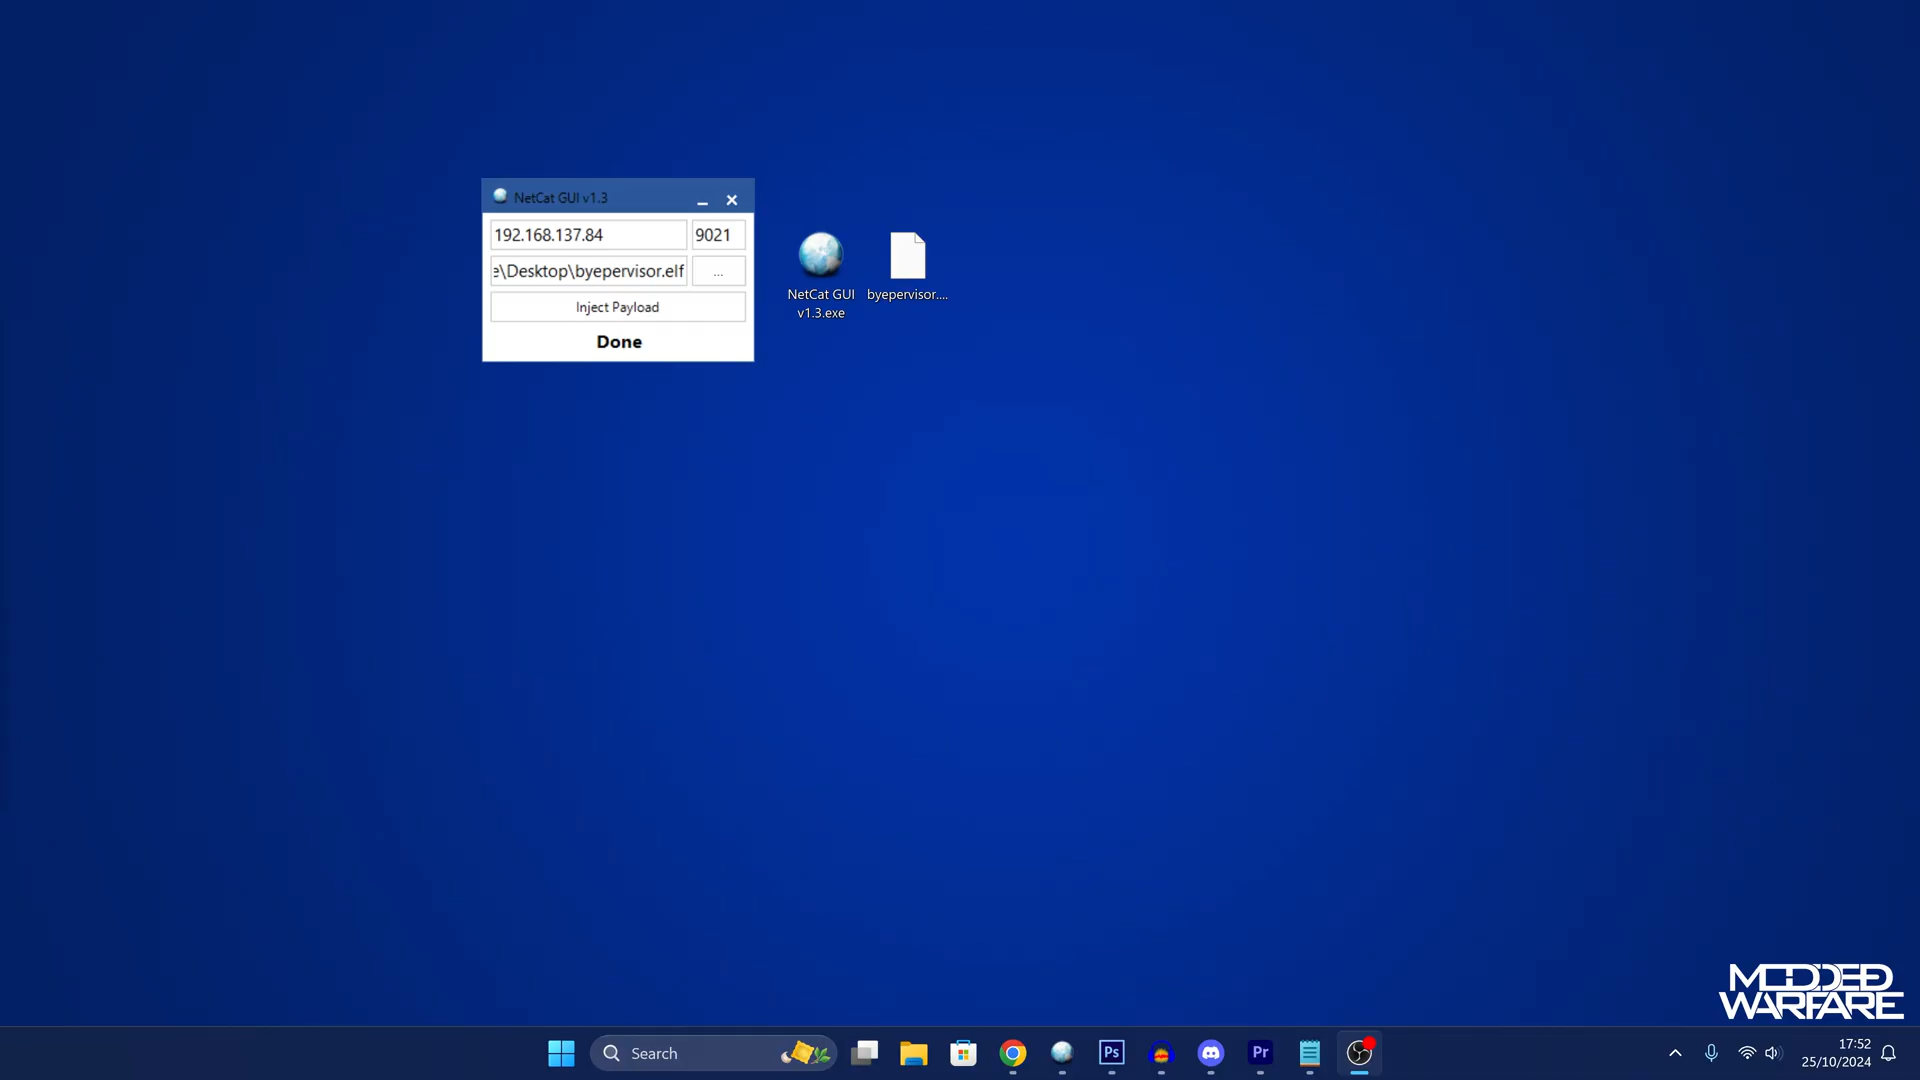 NetCat GUI v1.3
192.168.137.84
9021
e\Desktop\byepervisor.elf
...
Inject Payload
Done
NetCat GUI
v1.3.exe
byepervisor....
MODDED
WARFARE
Search
Ps
Pr
17:52
25/10/2024